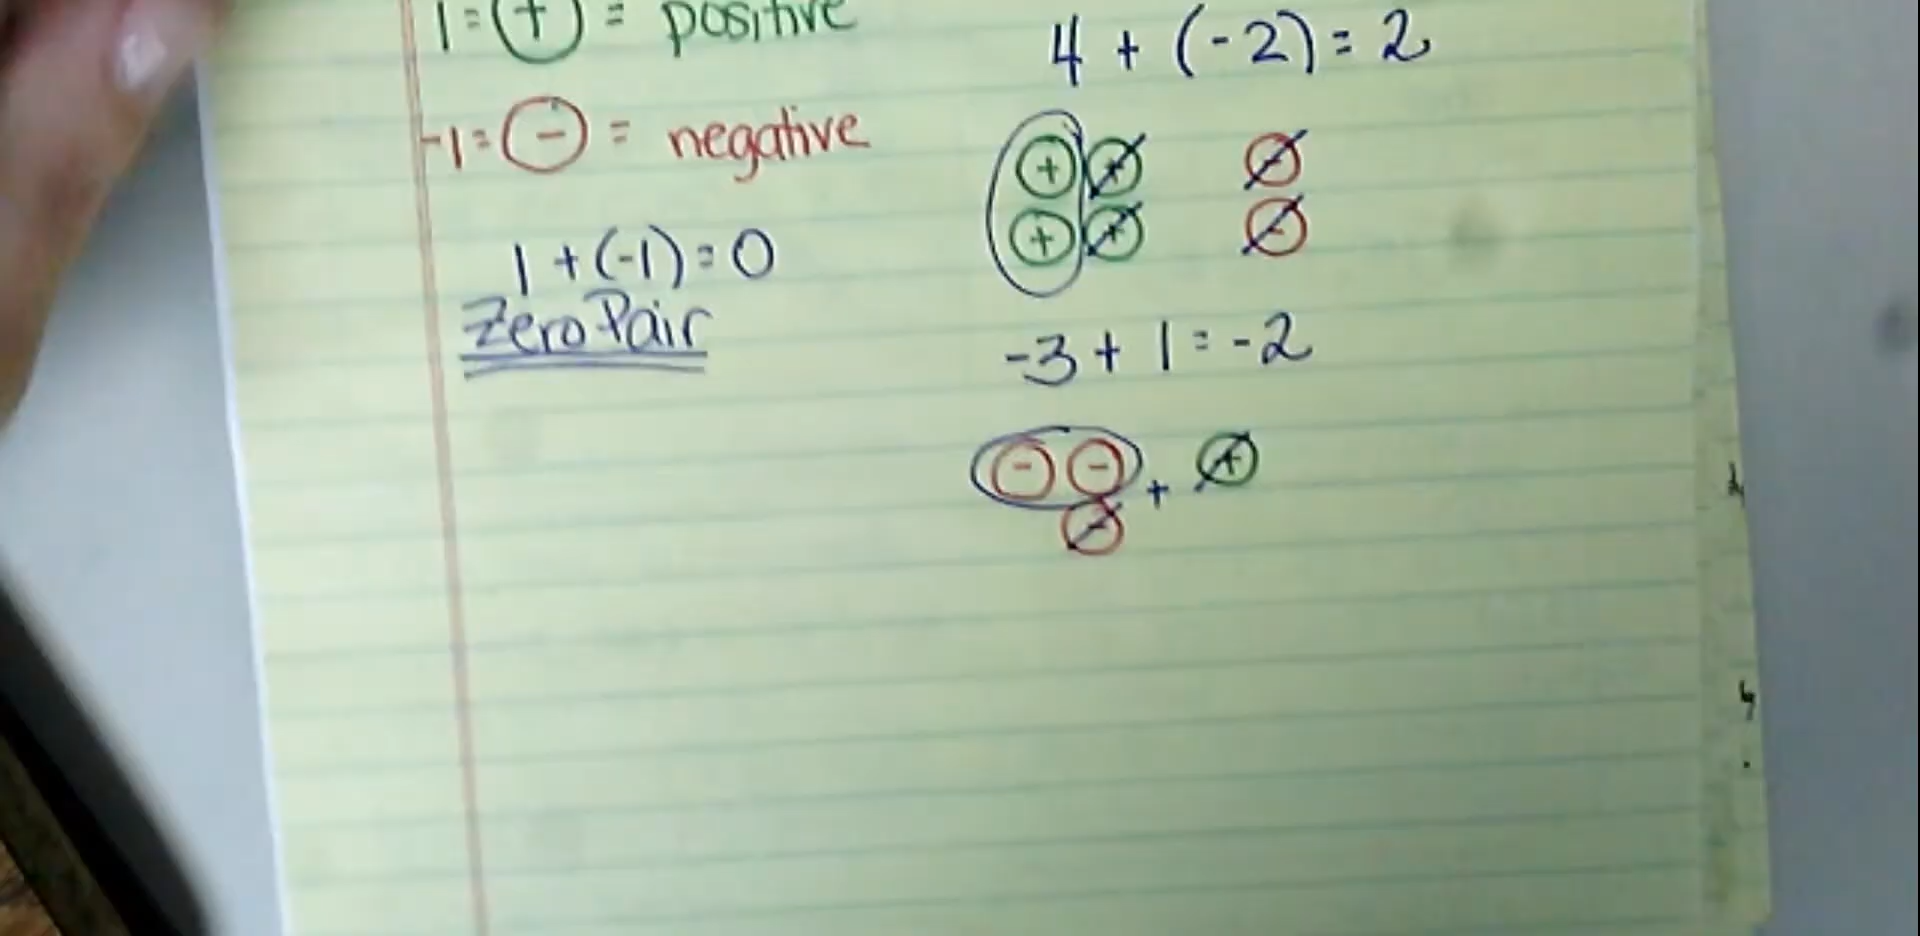 1 = + = positive
-1 = - = negative
1 + (-1) = 0
Zero Pair
4 + (-2) = 2
+ + -
+ + -
-3 + 1 = -2
- - + +
-